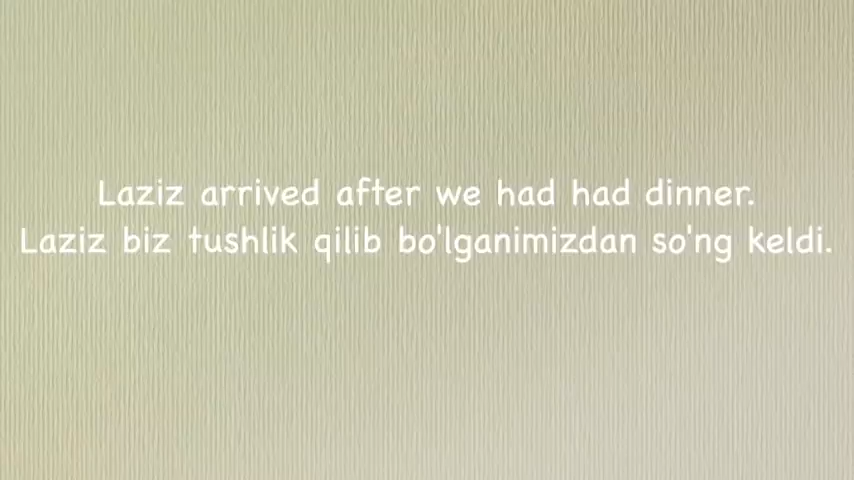 Laziz arrived after we had had dinner.
Laziz biz tushlik qilib bo'lganimizdan so'ng keldi.